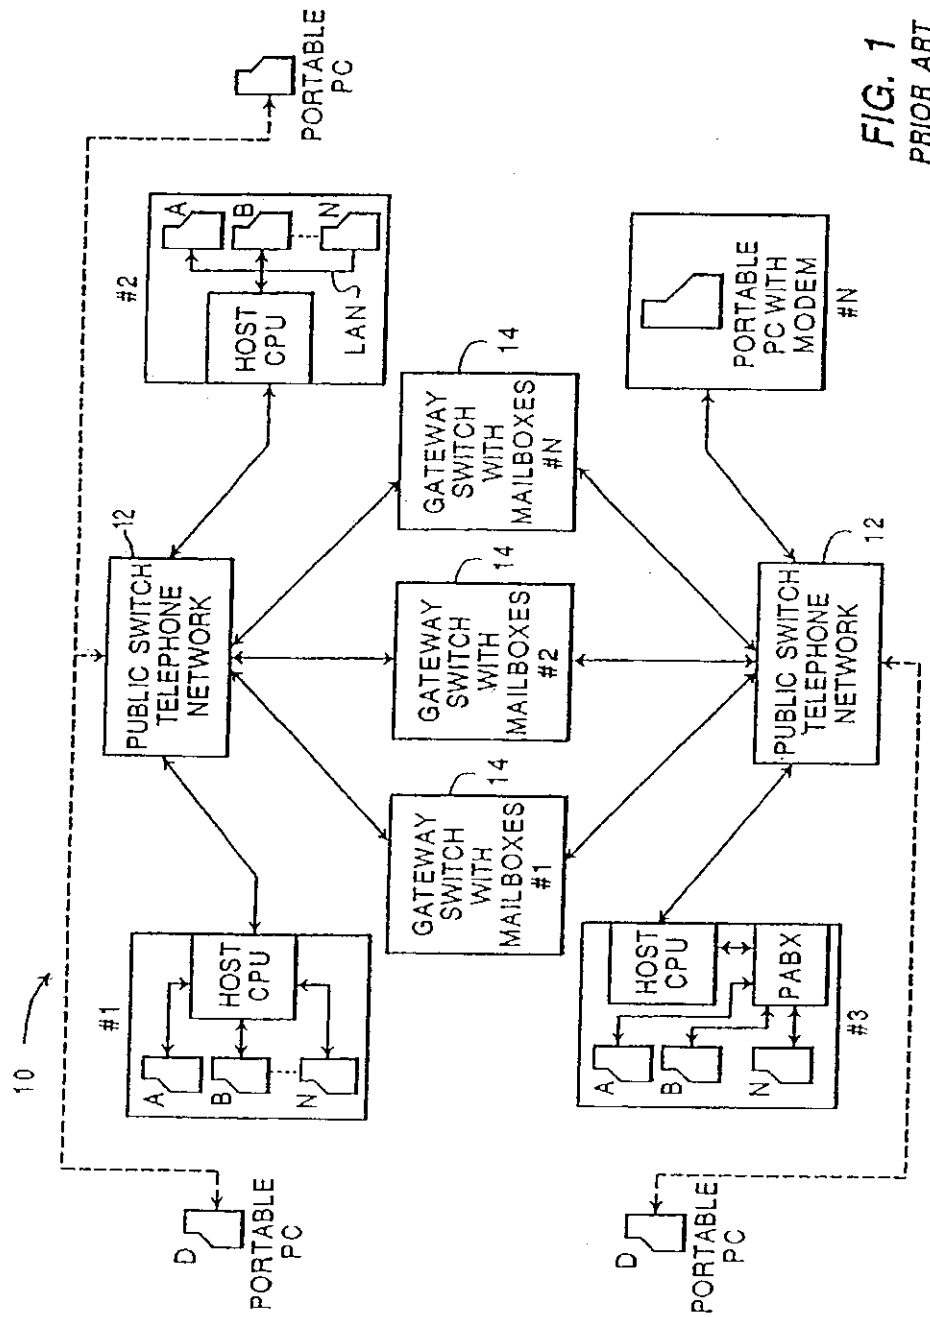 10
PORTABLE
PC
D
PORTABLE
PC
#1
A
B
N
HOST
CPU
PUBLIC SWITCH
TELEPHONE
NETWORK
12
#2
HOST
CPU
A
B
N
LAN
GATEWAY
SWITCH
WITH
MAILBOXES
#1
14
GATEWAY
SWITCH
WITH
MAILBOXES
#2
14
GATEWAY
SWITCH
WITH
MAILBOXES
#N
14
D
PORTABLE
PC
A
B
N
HOST
CPU
PABX
#3
PUBLIC SWITCH
TELEPHONE
NETWORK
12
PORTABLE
PC WITH
MODEM
#N
FIG. 1
PRIOR ART